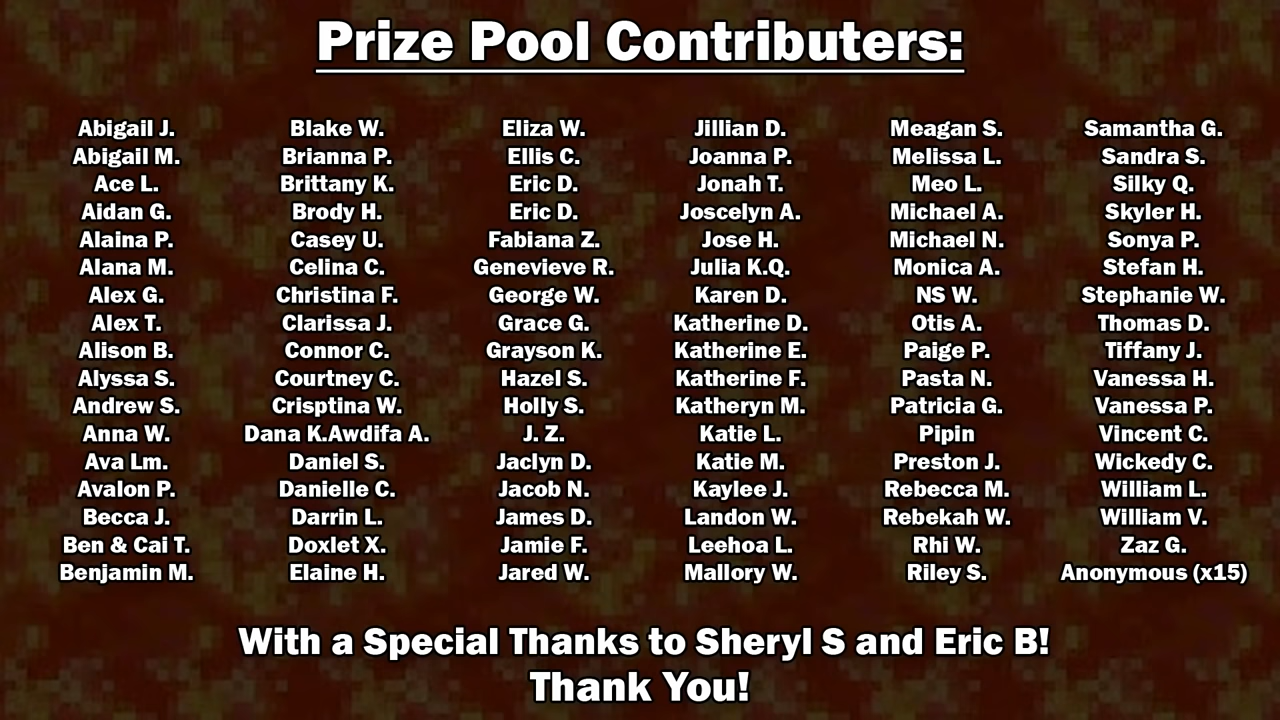 Prize Pool Contributers:
Abigail J.
Abigail M.
Ace L.
Aidan G.
Alaina P.
Alana M.
Alex G.
Alex T.
Alison B.
Alyssa S.
Andrew S.
Anna W.
Ava Lm.
Avalon P.
Becca J.
Ben & Cai T.
Benjamin M.
Blake W.
Brianna P.
Brittany K.
Brody H.
Casey U.
Celina C.
Christina F.
Clarissa J.
Connor C.
Courtney C.
Crisptina W.
Dana K.Awdifa A.
Daniel S.
Danielle C.
Darrin L.
Doxlet X.
Elaine H.
Eliza W.
Ellis C.
Eric D.
Eric D.
Fabiana Z.
Genevieve R.
George W.
Grace G.
Grayson K.
Hazel S.
Holly S.
J. Z.
Jaclyn D.
Jacob N.
James D.
Jamie F.
Jared W.
Jillian D.
Joanna P.
Jonah T.
Joscelyn A.
Jose H.
Julia K.Q.
Karen D.
Katherine D.
Katherine E.
Katherine F.
Katheryn M.
Katie L.
Katie M.
Kaylee J.
Landon W.
Leehoa L.
Mallory W.
Meagan S.
Melissa L.
Meo L.
Michael A.
Michael N.
Monica A.
NS W.
Otis A.
Paige P.
Pasta N.
Patricia G.
Pipin
Preston J.
Rebecca M.
Rebekah W.
Rhi W.
Riley S.
Samantha G.
Sandra S.
Silky Q.
Skyler H.
Sonya P.
Stefan H.
Stephanie W.
Thomas D.
Tiffany J.
Vanessa H.
Vanessa P.
Vincent C.
Wickedy C.
William L.
William V.
Zaz G.
Anonymous (x15)
With a Special Thanks to Sheryl S and Eric B!
Thank You!